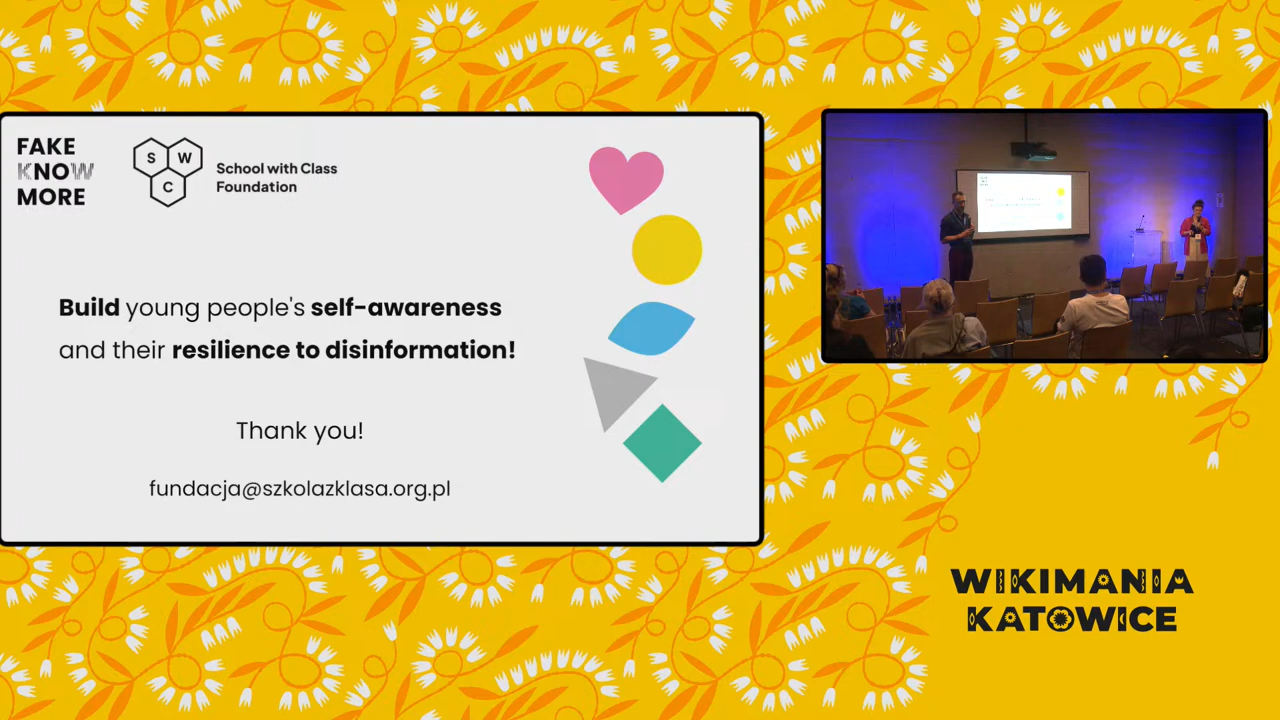 FAKE
KNOW
MORE
S W
C
School with Class
Foundation
Build young people's self-awareness
and their resilience to disinformation!
Thank you!
fundacja@szkolazklasa.org.pl
WIKIMANIA
KATOWICE